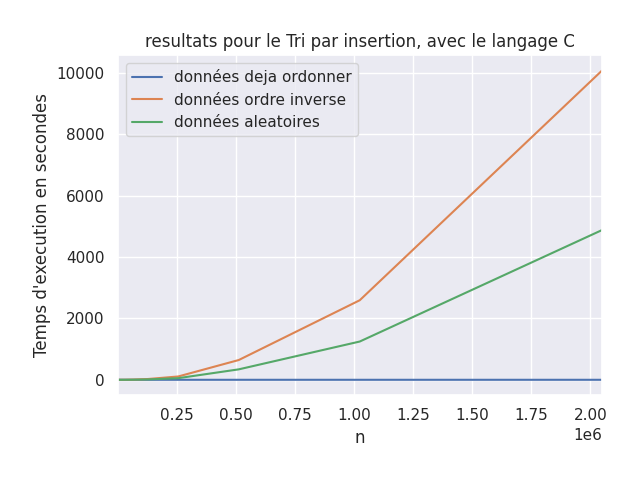 resultats pour le Tri par insertion, avec le langage C
données deja ordonner
données ordre inverse
données aleatoires
Temps d'execution en secondes
10000
8000
6000
4000
2000
0
0.25 0.50 0.75 1.00 1.25 1.50 1.75 2.00
1e6
n